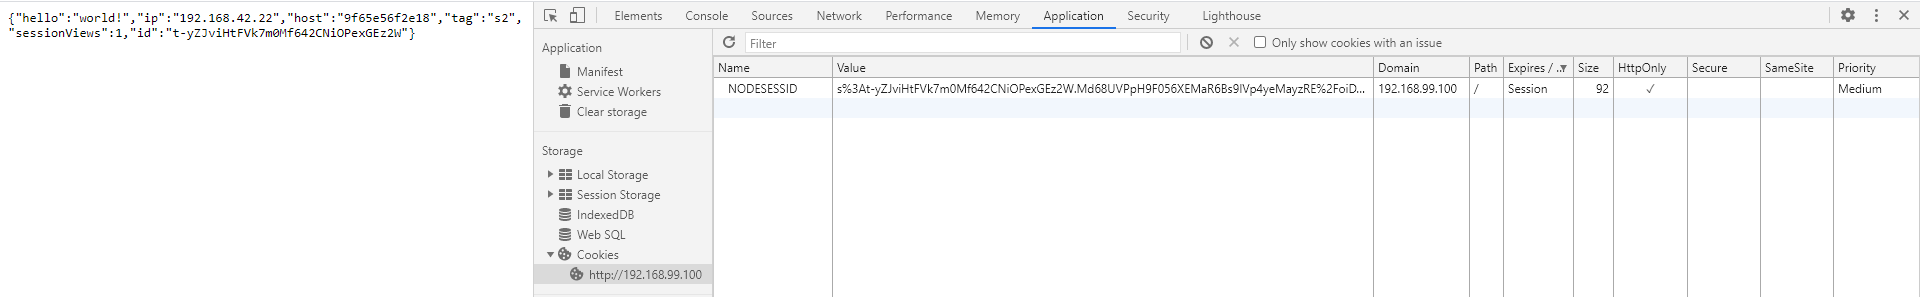 {"hello":"world!","ip":"192.168.42.22","host":"9f65e56f2e18","tag":"s2",
"sessionViews":1,"id":"t-yZJviHtFVk7m0Mf642CNiOPexGEz2W"}
Elements Console Sources Network Performance Memory Application Security Lighthouse
Application
Manifest
Service Workers
Clear storage
Storage
Local Storage
Session Storage
IndexedDB
Web SQL
Cookies
http://192.168.99.100
Filter
Only show cookies with an issue
Name Value Domain Path Expires / .. Size HttpOnly Secure SameSite Priority
NODESESSID s%3At-yZJviHtFVk7m0Mf642CNiOPexGEz2W.Md68UVPpH9F056XEMaR6Bs9IVp4yeMayzRE%2FoiD... 192.168.99.100 / Session 92 ✓ Medium